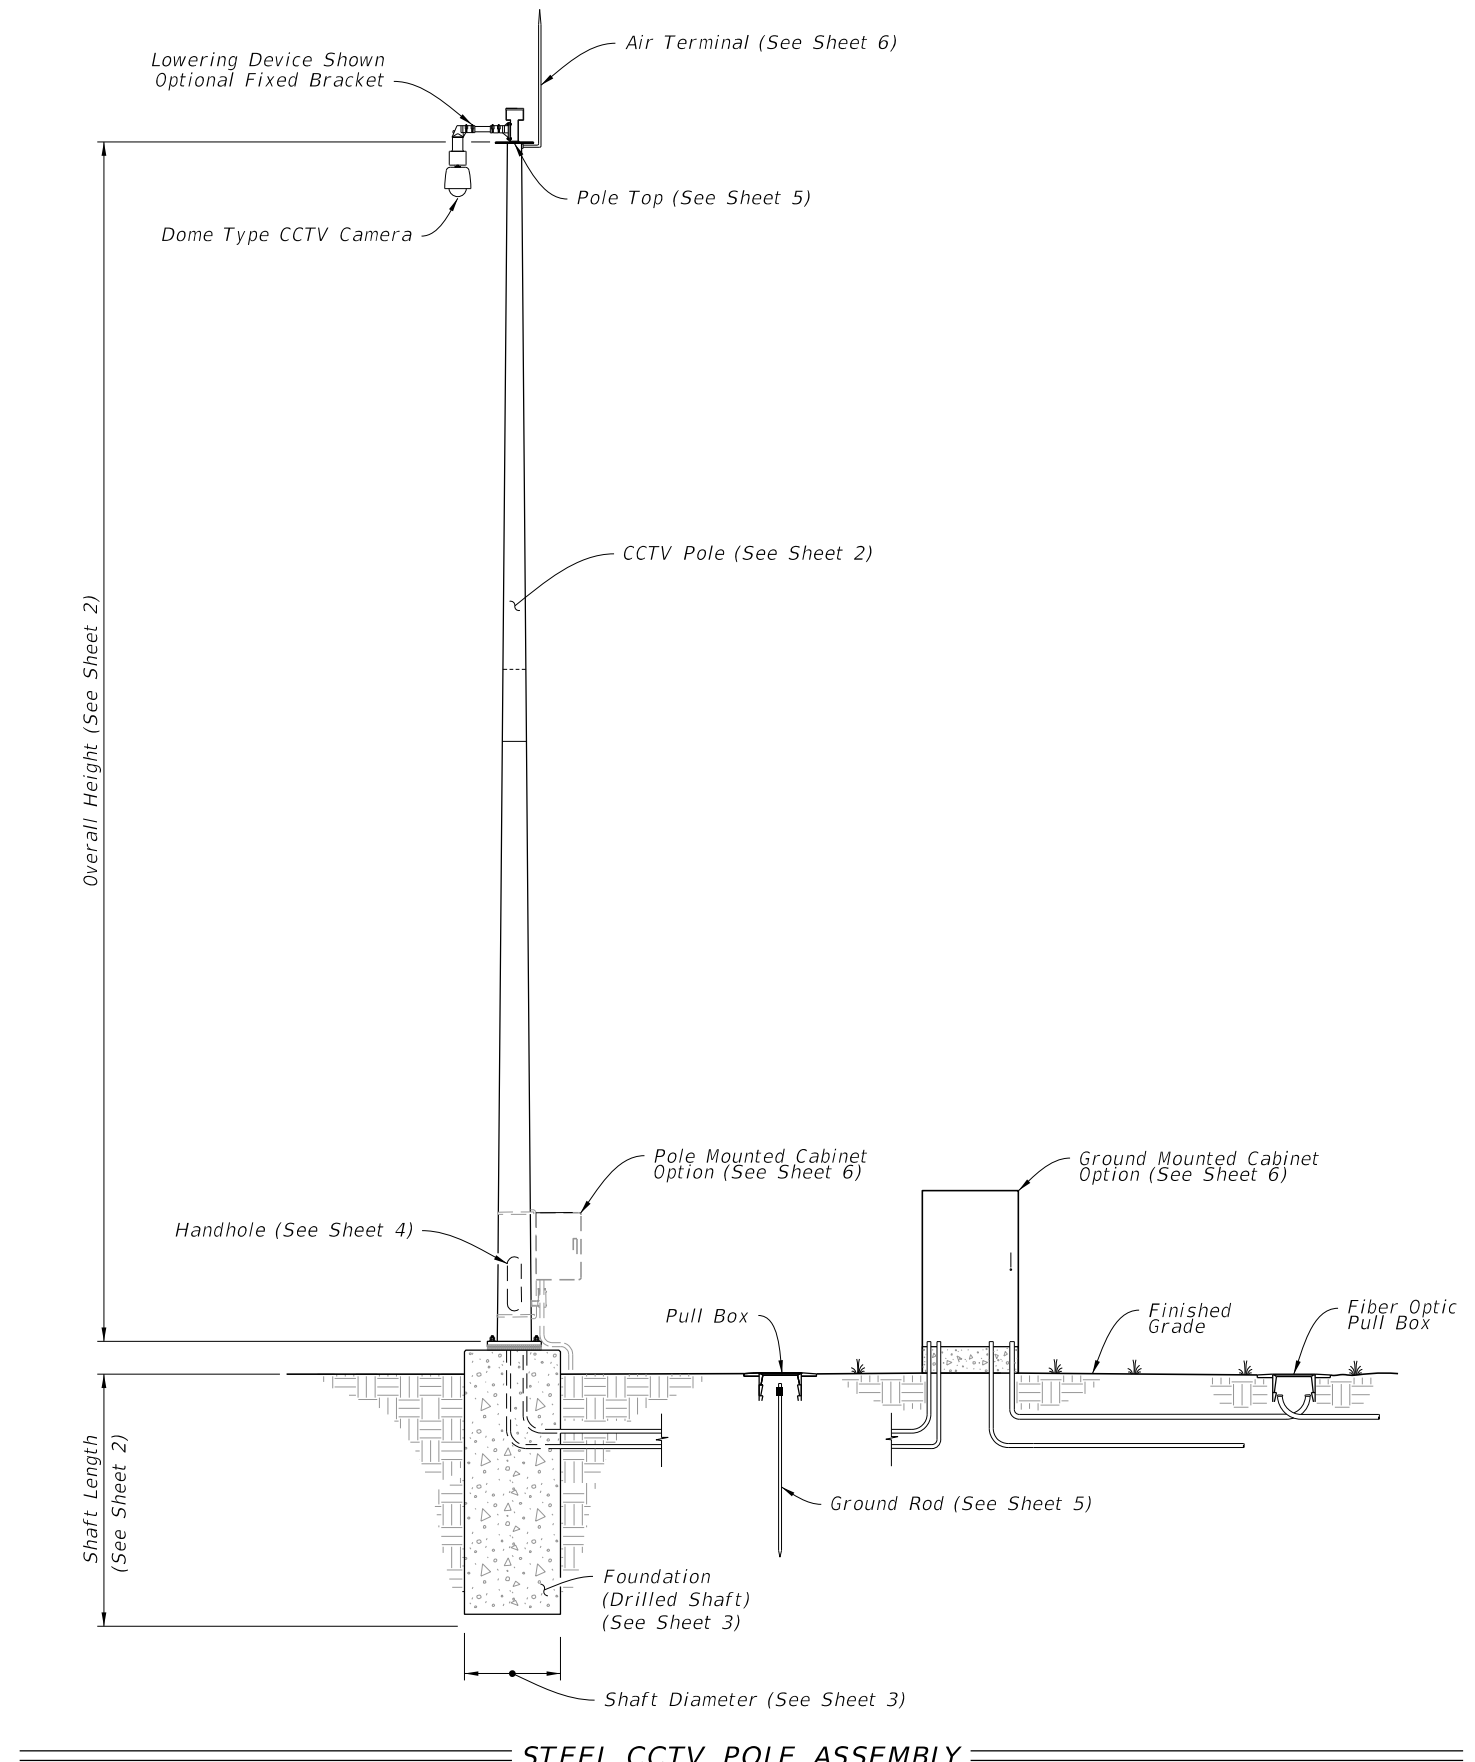 Air Terminal (See Sheet 6)
Lowering Device Shown
Optional Fixed Bracket
Pole Top (See Sheet 5)
Dome Type CCTV Camera
CCTV Pole (See Sheet 2)
Overall Height (See Sheet 2)
Pole Mounted Cabinet
Option (See Sheet 6)
Ground Mounted Cabinet
Option (See Sheet 6)
Handhole (See Sheet 4)
Pull Box
Finished
Grade
Fiber Optic
Pull Box
Shaft Length
(See Sheet 2)
Ground Rod (See Sheet 5)
Foundation
(Drilled Shaft)
(See Sheet 3)
Shaft Diameter (See Sheet 3)
STEEL CCTV POLE ASSEMBLY